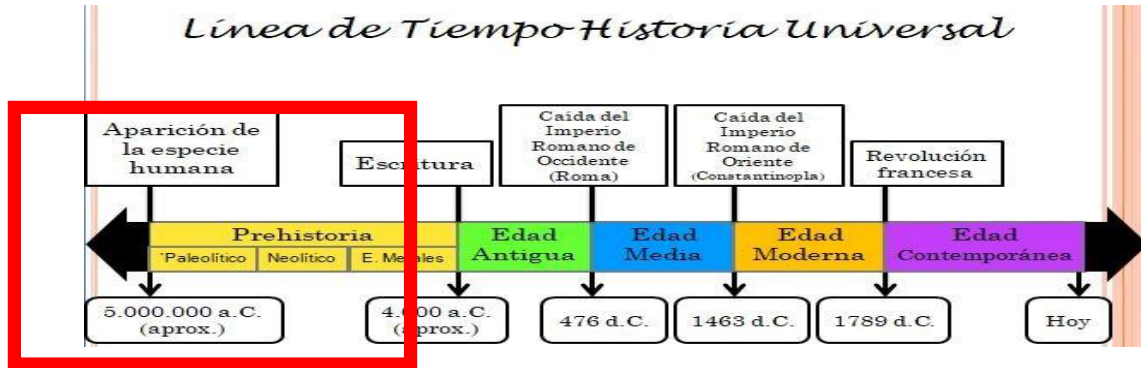 Línea de Tiempo Historia Universal
Aparición de
la especie
humana
Escritura
Caída del
Imperio
Romano de
Occidente
(Roma)
Caída del
Imperio
Romano de
Oriente
(Constantinopla)
Revolución
francesa
Prehistoria
Paleolítico
Neolítico
E. Metales
Edad
Antigua
Edad
Media
Edad
Moderna
Edad
Contemporánea
5.000.000 a.C.
(aprox.)
4.000 a.C.
(aprox.)
476 d.C.
1463 d.C.
1789 d.C.
Hoy